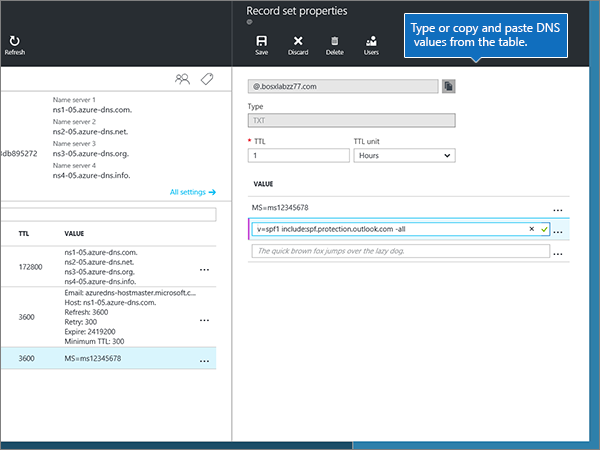 Refresh
Name server 1
ns1-05.azure-dns.com.
Name server 2
ns2-05.azure-dns.net.
Name server 3
3db895272
ns3-05.azure-dns.org.
Name server 4
ns4-05.azure-dns.info.
All settings →
TTL VALUE
172800
ns1-05.azure-dns.com.
ns2-05.azure-dns.net.
ns3-05.azure-dns.org.
ns4-05.azure-dns.info.
...
3600
Email: azuredns-hostmaster.microsoft.c...
Host: ns1-05.azure-dns.com.
Refresh: 3600
Retry: 300
Expire: 2419200
Minimum TTL: 300
...
3600 MS=ms12345678 ...
Record set properties
Save Discard Delete Users
Type or copy and paste DNS
values from the table.
@.bosxlabzz77.com
Type
TXT
* TTL TTL unit
1 Hours
VALUE
MS=ms12345678 ...
v=spf1 include:spf.protection.outlook.com -all ...
The quick brown fox jumps over the lazy dog. ...